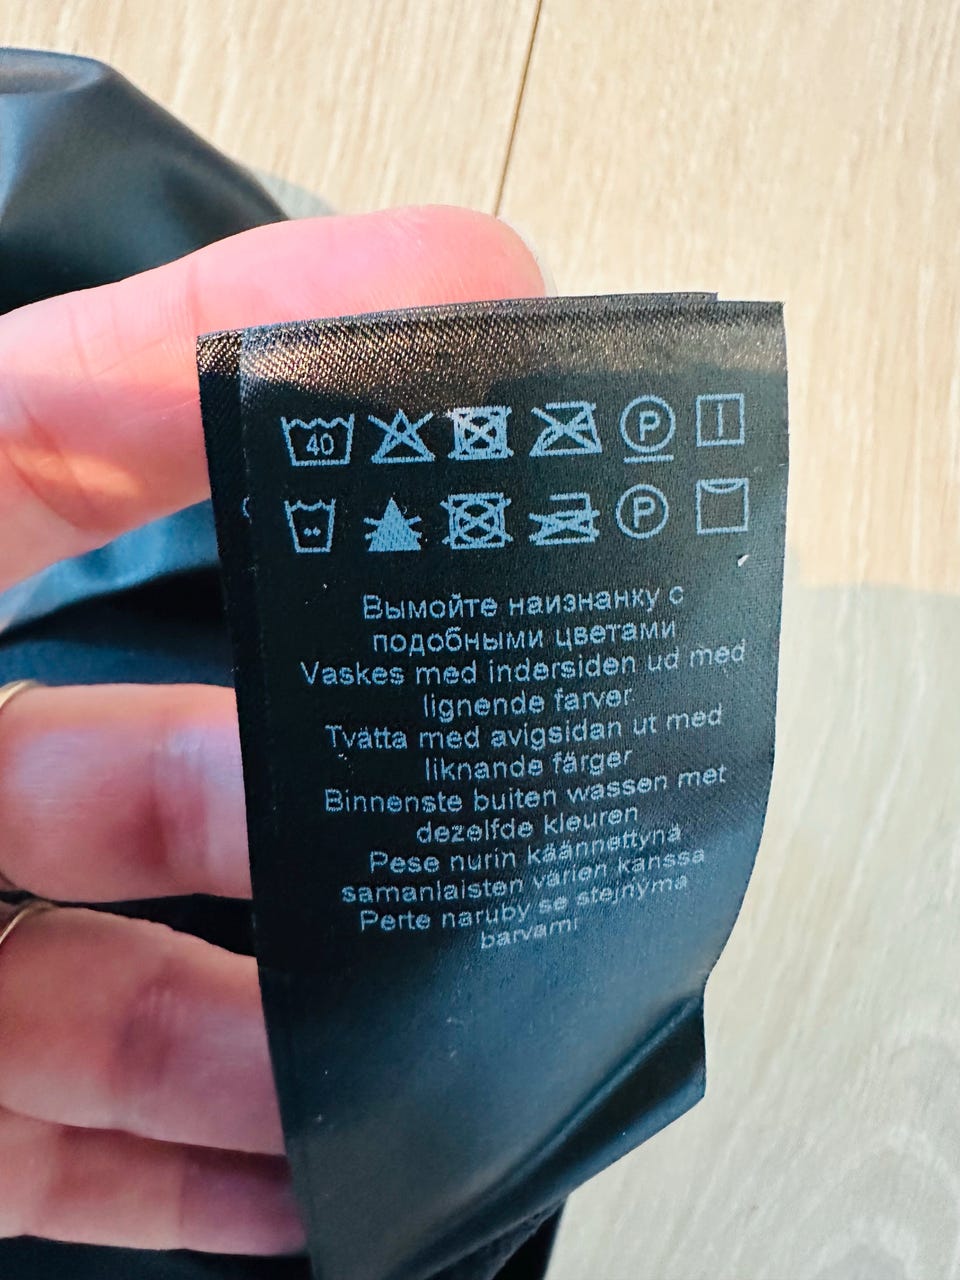 40 P I
P
Вымойте наизнанку с
подобными цветами
Vaskes med indersiden ud med
lignende farver
Tvätta med avigsidan ut med
liknande färger
Binnenste buiten wassen met
dezelfde kleuren
Pese nurin käännettynä
samanlaisten värien kanssa
Perte naruby se stejnýma
barvami